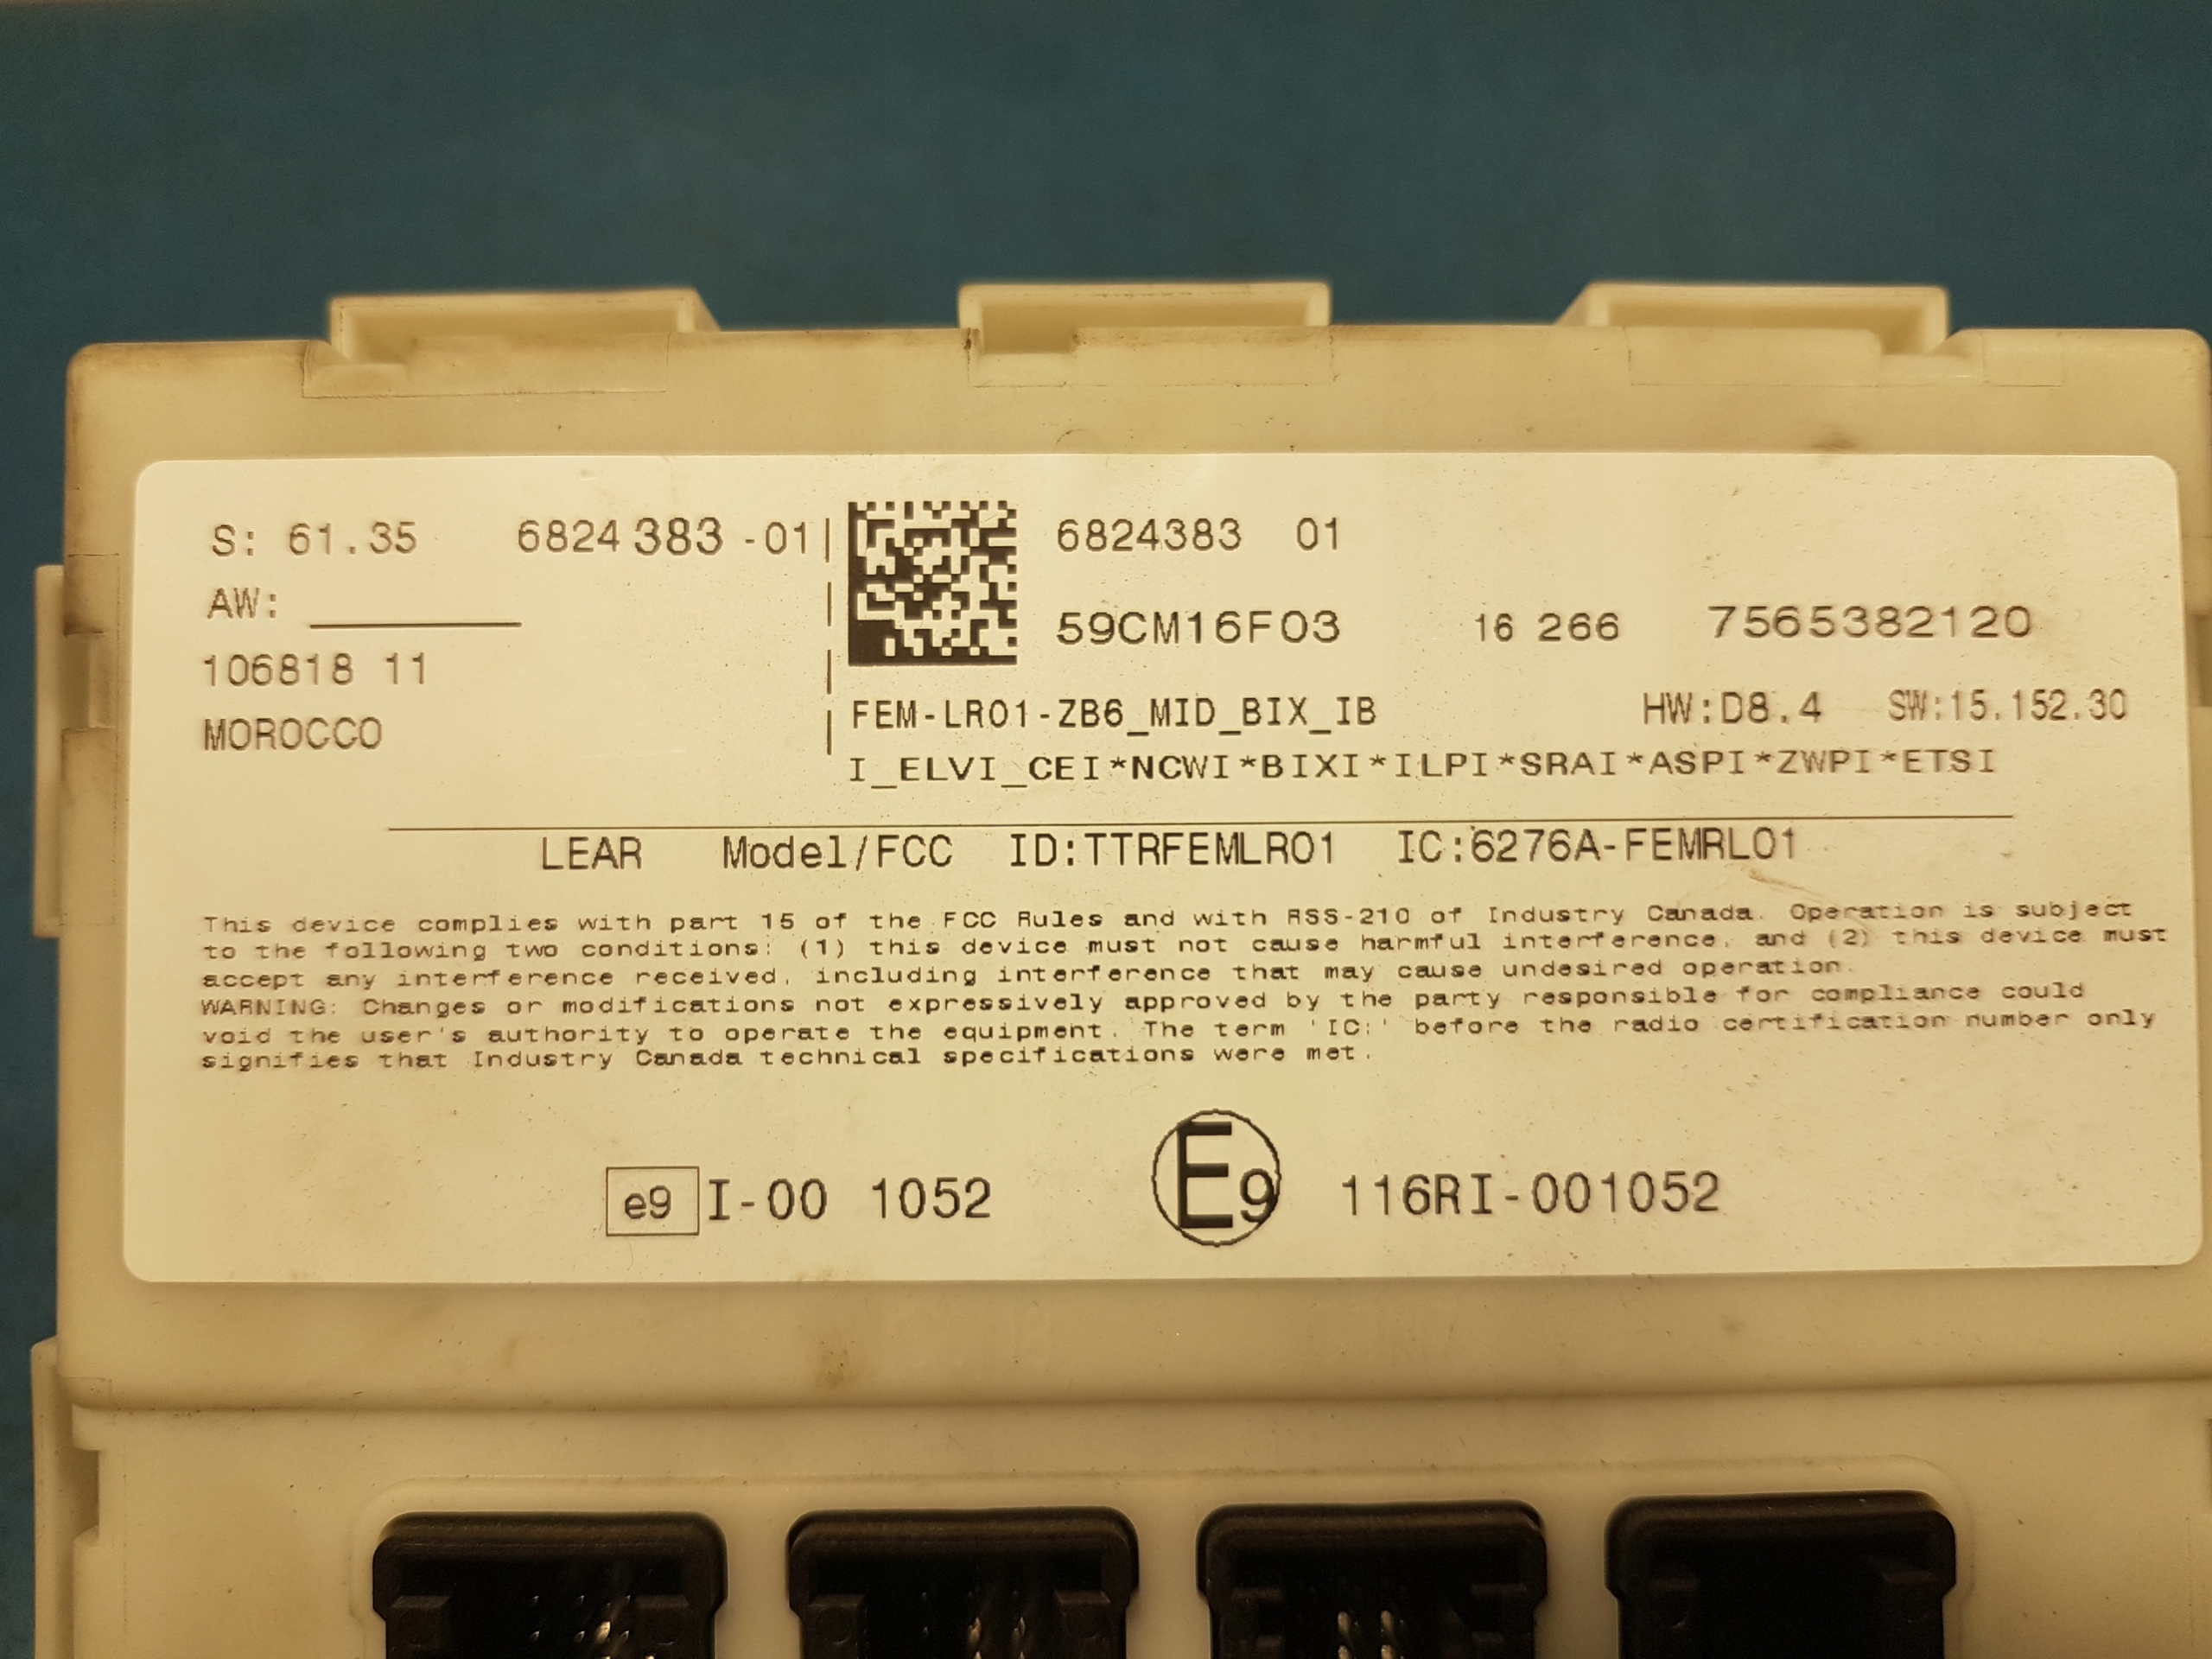 S: 61.35 6824383-01
AW:
106818 11
MOROCCO
6824383 01
59CM16F03 16 266 7565382120
FEM-LR01-ZB6_MID_BIX_IB HW:D8.4 SW:15.152.30
I_ELVI_CEI*NCWI*BIXI*ILPI*SRAI*ASPI*ZWPI*ETSI
LEAR Model/FCC ID:TTRFEMLR01 IC:6276A-FEMRL01
This device complies with part 15 of the FCC Rules and with RSS-210 of Industry Canada. Operation is subject
to the following two conditions: (1) this device must not cause harmful interference, and (2) this device must
accept any interference received, including interference that may cause undesired operation.
WARNING: Changes or modifications not expressively approved by the party responsible for compliance could
void the user's authority to operate the equipment. The term 'IC:' before the radio certification number only
signifies that Industry Canada technical specifications were met.
e9 I-00 1052 E9 116RI-001052